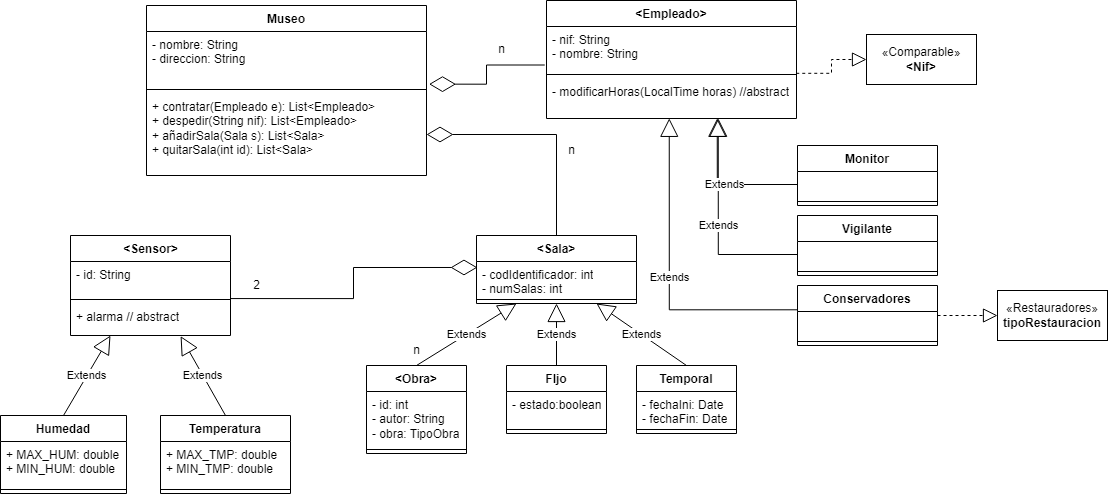 Museo
- nombre: String
- direccion: String
+ contratar(Empleado e): List<Empleado>
+ despedir(String nif): List<Empleado>
+ añadirSala(Sala s): List<Sala>
+ quitarSala(int id): List<Sala>
n
n
<Empleado>
- nif: String
- nombre: String
- modificarHoras(LocalTime horas) //abstract
«Comparable»
<Nif>
Extends
Monitor
Extends
Vigilante
Extends
Conservadores
«Restauradores»
tipoRestauracion
<Sensor>
- id: String
+ alarma // abstract
2
<Sala>
- codIdentificador: int
- numSalas: int
Extends
Extends
Extends
Extends
Extends
n
Humedad
+ MAX_HUM: double
+ MIN_HUM: double
Temperatura
+ MAX_TMP: double
+ MIN_TMP: double
<Obra>
- id: int
- autor: String
- obra: TipoObra
FIjo
- estado:boolean
Temporal
- fechaIni: Date
- fechaFin: Date